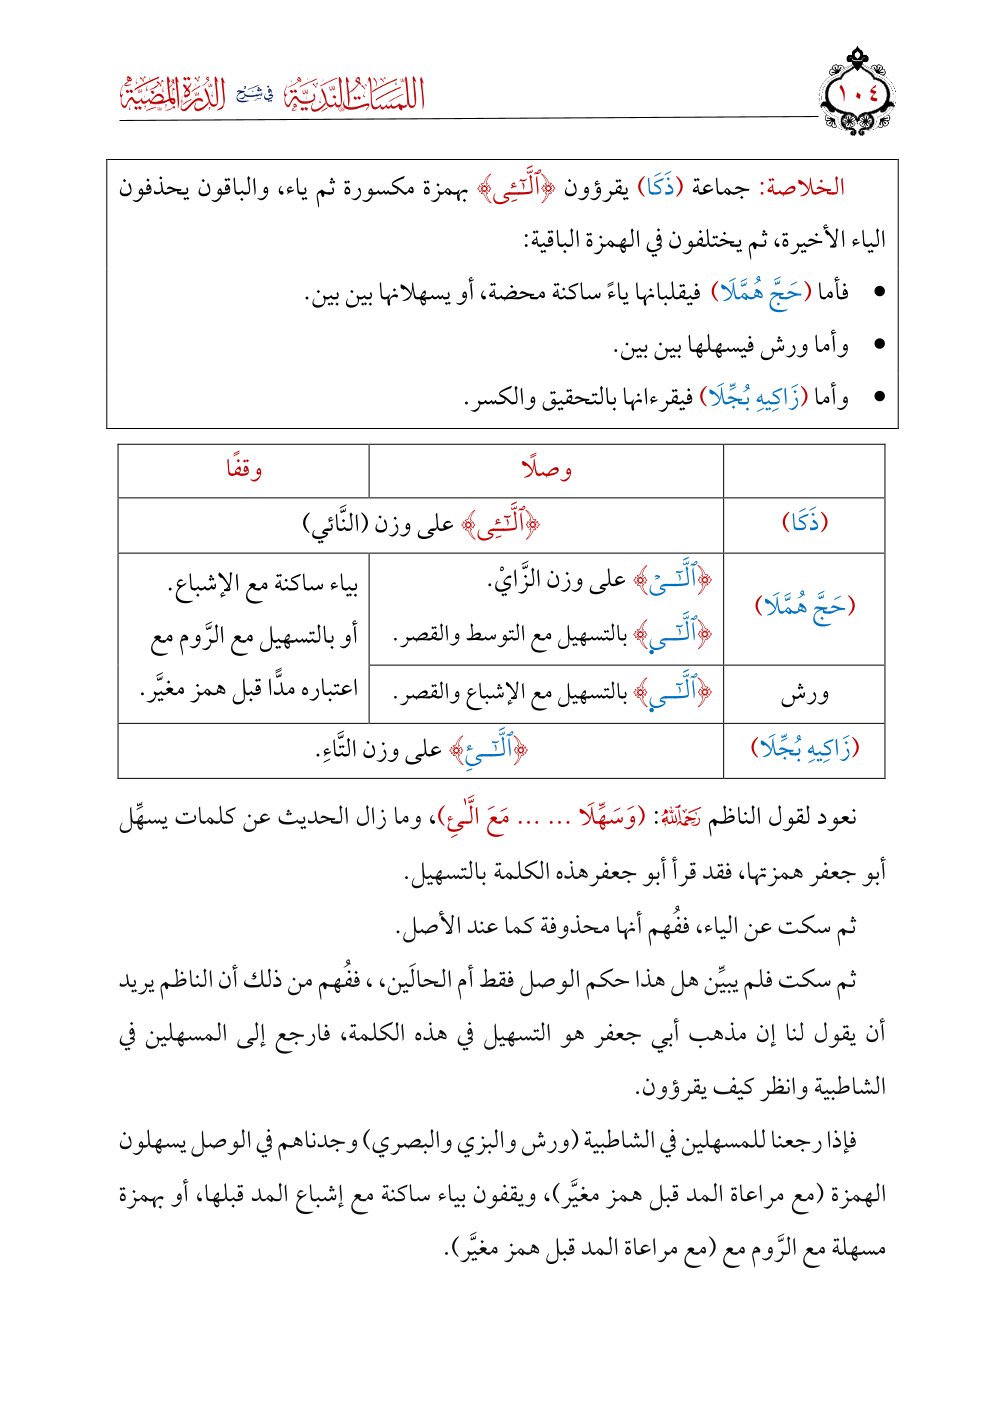 ١٠٤
اللمسات الندية في شرح الدرة المضية
الخلاصة: جماعة (ذَكَا) يقرؤون ﴿ٱلَّٰٓـِٔي﴾ بهمزة مكسورة ثم ياء، والباقون يحذفون
الياء الأخيرة، ثم يختلفون في الهمزة الباقية:
● فأما (حَجَّ هُمَّلَا) فيقلبانها ياءً ساكنة محضة، أو يسهلانها بين بين.
● وأما ورش فيسهلها بين بين.
● وأما (زَاكِيهِ بُجِّلَا) فيقرءانها بالتحقيق والكسر.
وصلًا وقفًا
(ذَكَا) ﴿ٱلَّٰٓـِٔي﴾ على وزن (النَّائي)
(حَجَّ هُمَّلَا) ﴿ٱلَّٰٓـيْ﴾ على وزن الزَّايْ.
﴿ٱلَّٰٓـي﴾ بالتسهيل مع التوسط والقصر.
ورش ﴿ٱلَّٰٓـي﴾ بالتسهيل مع الإشباع والقصر.
بياء ساكنة مع الإشباع.
أو بالتسهيل مع الرَّوم مع
اعتباره مدًّا قبل همز مغيَّر.
(زَاكِيهِ بُجِّلَا) ﴿ٱلَّٰٓـئِ﴾ على وزن التَّاءِ.
نعود لقول الناظم رَحِمَهُ ٱللَّهُ: (وَسَهِّلَا ... ... مَعَ الَّـٰئِ)، وما زال الحديث عن كلمات يسهِّل
أبو جعفر همزتها، فقد قرأ أبو جعفرهذه الكلمة بالتسهيل.
ثم سكت عن الياء، ففُهم أنها محذوفة كما عند الأصل.
ثم سكت فلم يبيِّن هل هذا حكم الوصل فقط أم الحالَين، ، ففُهم من ذلك أن الناظم يريد
أن يقول لنا إن مذهب أبي جعفر هو التسهيل في هذه الكلمة، فارجع إلى المسهلين في
الشاطبية وانظر كيف يقرؤون.
فإذا رجعنا للمسهلين في الشاطبية (ورش والبزي والبصري) وجدناهم في الوصل يسهلون
الهمزة (مع مراعاة المد قبل همز مغيَّر)، ويقفون بياء ساكنة مع إشباع المد قبلها، أو بهمزة
مسهلة مع الرَّوم مع (مع مراعاة المد قبل همز مغيَّر).